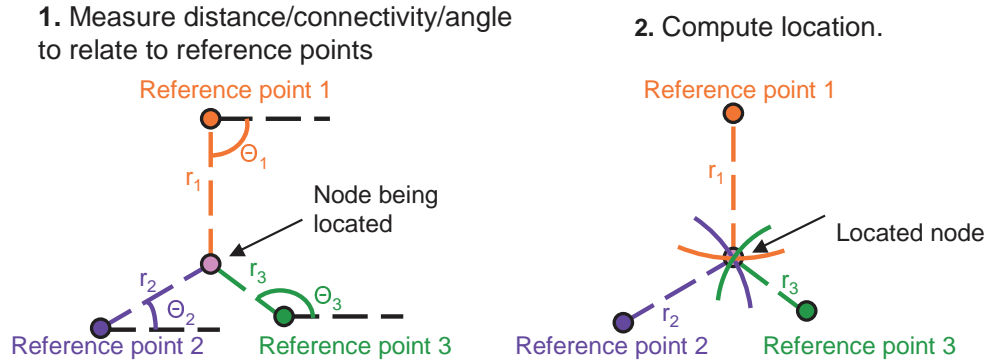 1. Measure distance/connectivity/angle
to relate to reference points
Reference point 1
Θ1
r1
Node being
located
r2
r3
Θ2
Θ3
Reference point 2
Reference point 3
2. Compute location.
Reference point 1
r1
Located node
r3
r2
Reference point 2
Reference point 3